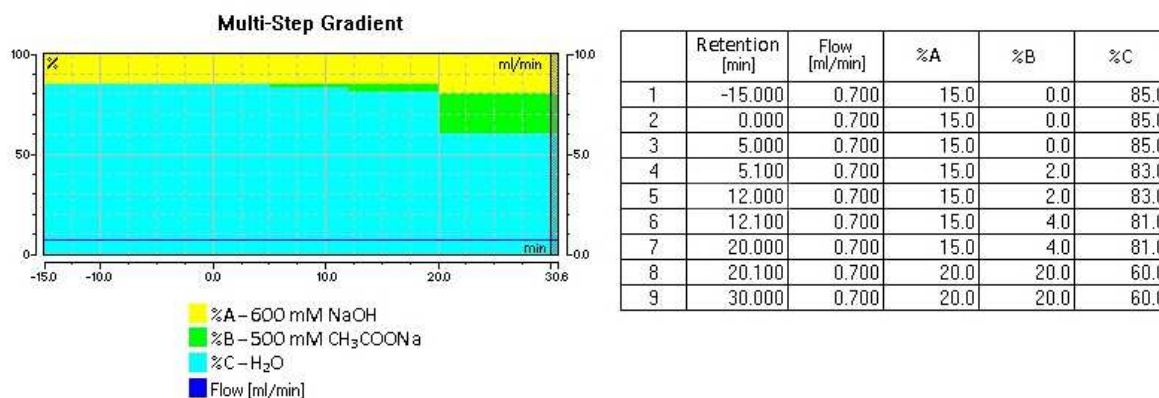 Multi-Step Gradient
100
%
ml/min
10.0
50
5.0
0
min
0.0
-15.0 -10.0 0.0 10.0 20.0 30.6
%A – 600 mM NaOH
%B – 500 mM CH₃COONa
%C – H₂O
Flow [ml/min]
Retention [min] Flow [ml/min] %A %B %C
1 -15.000 0.700 15.0 0.0 85.0
2 0.000 0.700 15.0 0.0 85.0
3 5.000 0.700 15.0 0.0 85.0
4 5.100 0.700 15.0 2.0 83.0
5 12.000 0.700 15.0 2.0 83.0
6 12.100 0.700 15.0 4.0 81.0
7 20.000 0.700 15.0 4.0 81.0
8 20.100 0.700 20.0 20.0 60.0
9 30.000 0.700 20.0 20.0 60.0